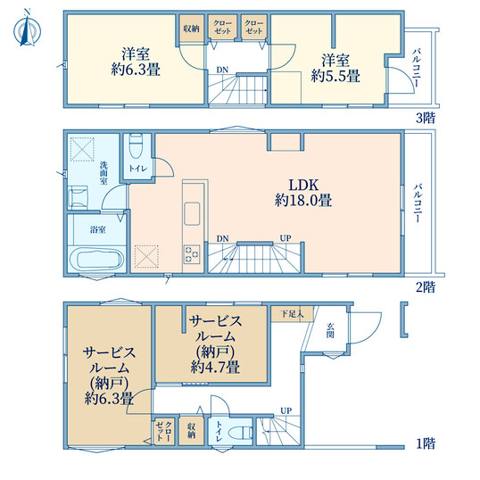 N
収納
クローゼット
クローゼット
洋室
約6.3畳
洋室
約5.5畳
DN
バルコニー
3階
洗面室
トイレ
LDK
約18.0畳
バルコニー
浴室
DN
UP
2階
サービス
ルーム
(納戸)
約4.7畳
下足入
玄関
サービス
ルーム
(納戸)
約6.3畳
クローゼット
収納
トイレ
UP
1階